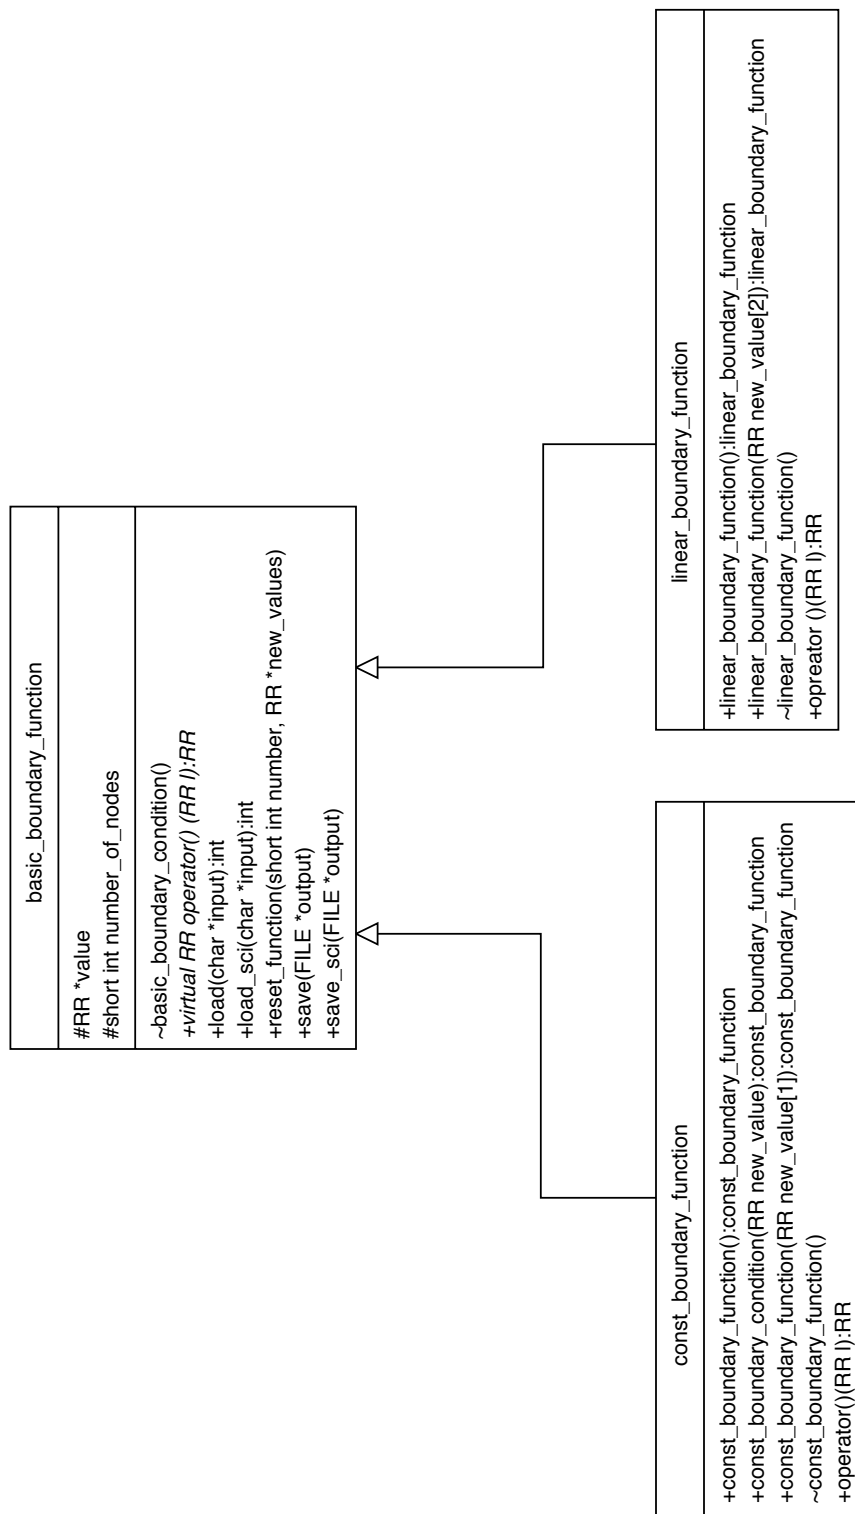 basic_boundary_function
#RR *value
#short int number_of_nodes
~basic_boundary_condition()
+virtual RR operator() (RR l):RR
+load(char *input):int
+load_sci(char *input):int
+reset_function(short int number, RR *new_values)
+save(FILE *output)
+save_sci(FILE *output)
const_boundary_function
+const_boundary_function():const_boundary_function
+const_boundary_condition(RR new_value):const_boundary_function
+const_boundary_function(RR new_value[1]):const_boundary_function
~const_boundary_function()
+operator()(RR l):RR
linear_boundary_function
+linear_boundary_function():linear_boundary_function
+linear_boundary_function(RR new_value[2]):linear_boundary_function
~linear_boundary_function()
+opreator ()(RR l):RR